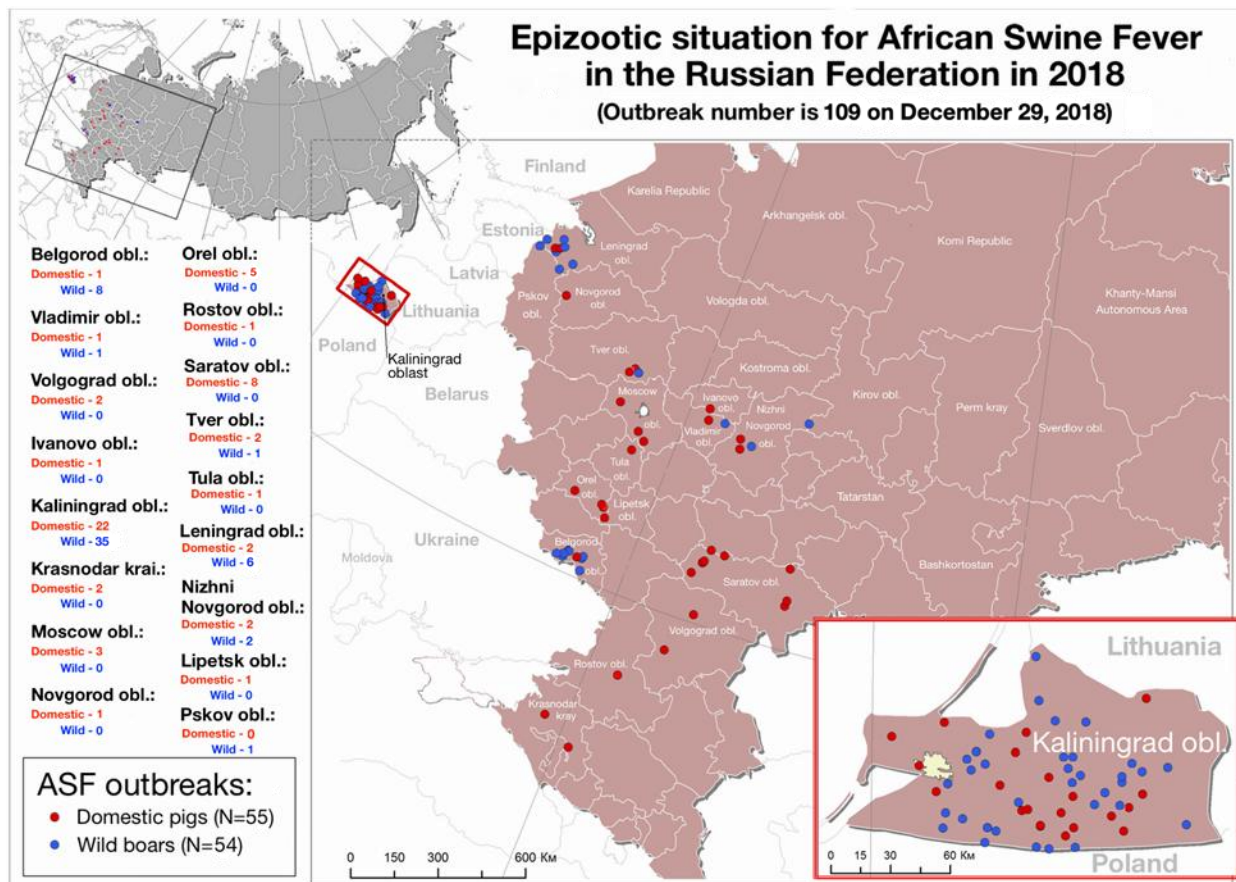 Epizootic situation for African Swine Fever
in the Russian Federation in 2018
(Outbreak number is 109 on December 29, 2018)
Belgorod obl.:
Domestic - 1
Wild - 8
Vladimir obl.:
Domestic - 1
Wild - 1
Volgograd obl.:
Domestic - 2
Wild - 0
Ivanovo obl.:
Domestic - 1
Wild - 0
Kaliningrad obl.:
Domestic - 22
Wild - 35
Krasnodar krai.:
Domestic - 2
Wild - 0
Moscow obl.:
Domestic - 3
Wild - 0
Novgorod obl.:
Domestic - 1
Wild - 0
Orel obl.:
Domestic - 5
Wild - 0
Rostov obl.:
Domestic - 1
Wild - 0
Saratov obl.:
Domestic - 8
Wild - 0
Tver obl.:
Domestic - 2
Wild - 1
Tula obl.:
Domestic - 1
Wild - 0
Leningrad obl.:
Domestic - 2
Wild - 6
Nizhni
Novgorod obl.:
Domestic - 2
Wild - 2
Lipetsk obl.:
Domestic - 1
Wild - 0
Pskov obl.:
Domestic - 0
Wild - 1
ASF outbreaks:
Domestic pigs (N=55)
Wild boars (N=54)
Finland
Estonia
Latvia
Lithuania
Poland
Kaliningrad
oblast
Belarus
Ukraine
Moldova
Karelia Republic
Arkhangelsk obl.
Komi Republic
Khanty-Mansi
Autonomous Area
Leningrad
obl.
Pskov
obl.
Novgorod
obl.
Vologda obl.
Tver obl.
Kostroma obl.
Kirov obl.
Perm kray
Sverdlov obl.
Moscow
obl.
Ivanovo
obl.
Vladimir
obl.
Nizhni
Novgorod
obl.
Tula
obl.
Orel
obl.
Lipetsk
obl.
Tatarstan
Bashkortostan
Belgorod
obl.
Saratov obl.
Volgograd obl.
Rostov obl.
Krasnodar
kray
0 150 300 600 Км
Lithuania
Kaliningrad obl.
Poland
0 15 30 60 Км